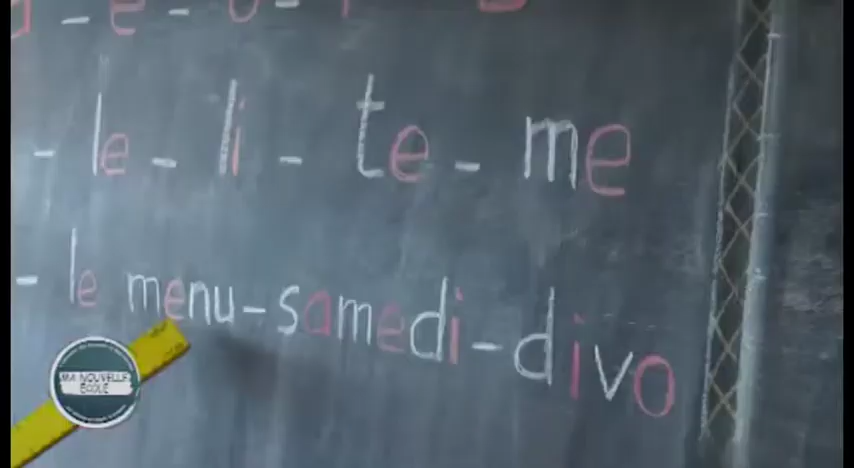 - le - li - te - me
- le menu - samedi - divo
MA NOUVELLE
ÉCOLE